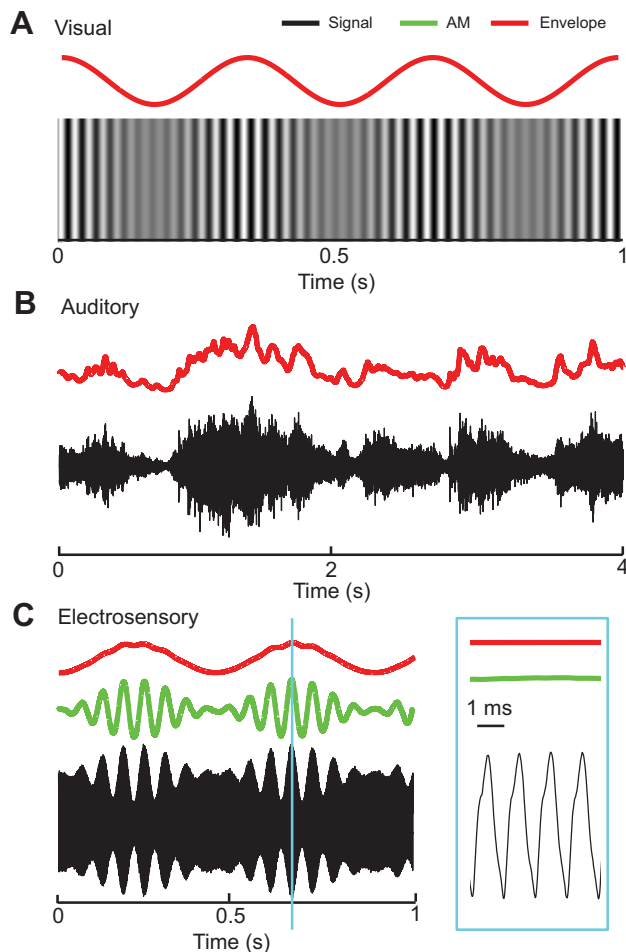 A
Visual
Signal AM Envelope
0 0.5 1
Time (s)
B Auditory
0 2 4
Time (s)
C Electrosensory
1 ms
0 0.5 1
Time (s)